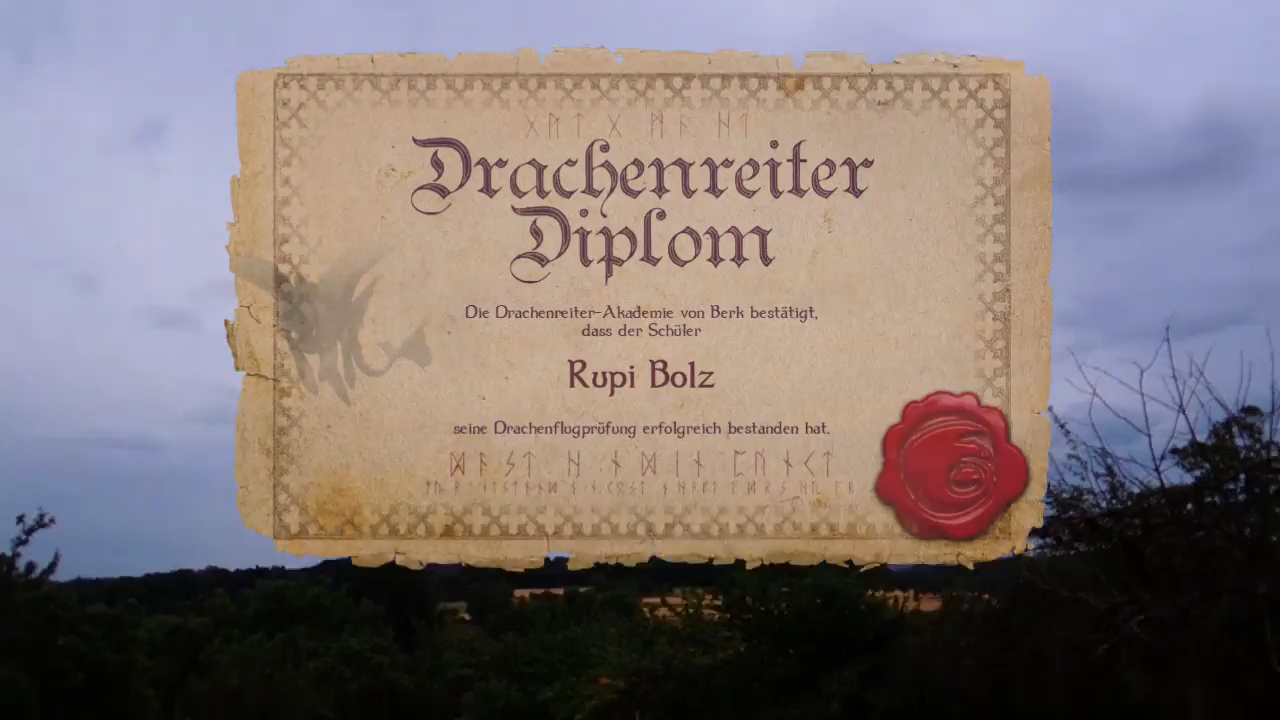 Drachenreiter
Diplom
Die Drachenreiter-Akademie von Berk bestätigt,
dass der Schüler
Rupi Bolz
seine Drachenflugprüfung erfolgreich bestanden hat.